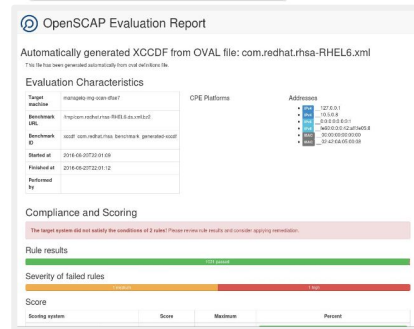 OpenSCAP Evaluation Report
Automatically generated XCCDF from OVAL file: com.redhat.rhsa-RHEL6.xml
This file has been generated automatically from oval definitions file.
Evaluation Characteristics
Target machine
CPE Platforms
Addresses
127.0.0.1
Benchmark URL
Benchmark ID
Started at
Finished at
Performed by
Compliance and Scoring
The target system did not satisfy the conditions of 2 rules! Please review rule results and consider applying remediation.
Rule results
passed
Severity of failed rules
Score
Scoring system Score Maximum Percent